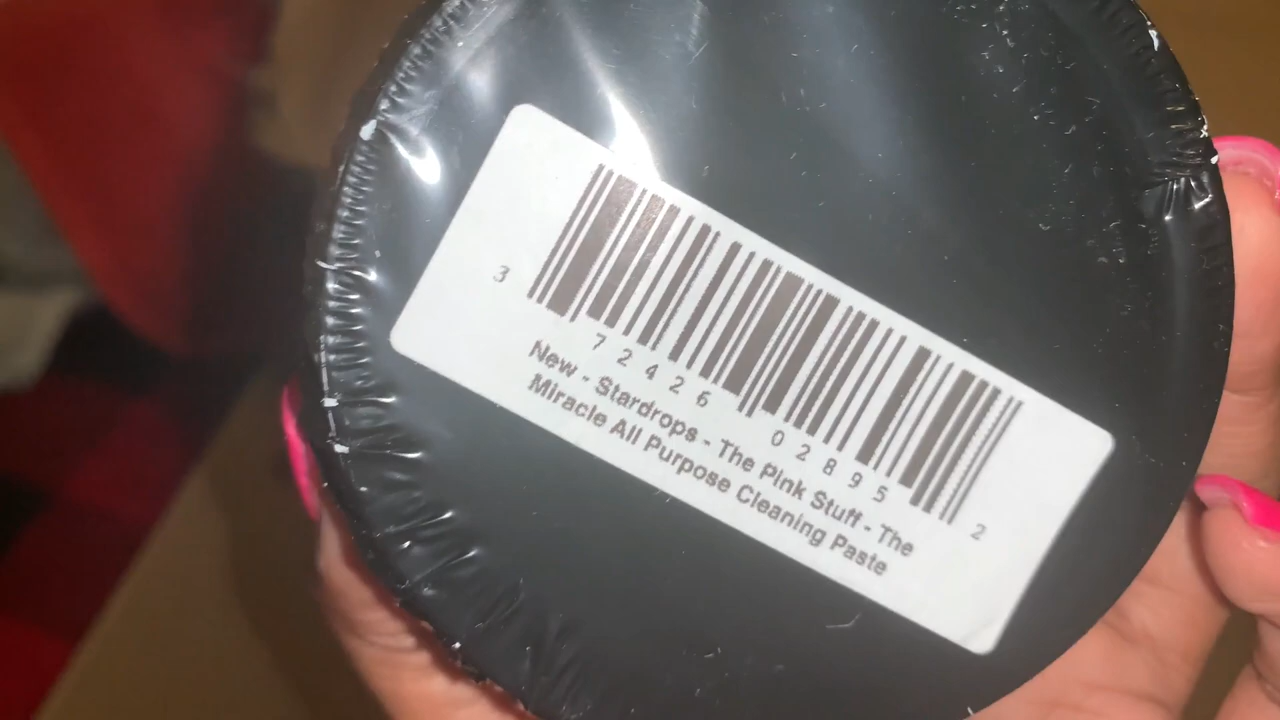 3 72426 02895 2
New - Stardrops - The Pink Stuff - The
Miracle All Purpose Cleaning Paste